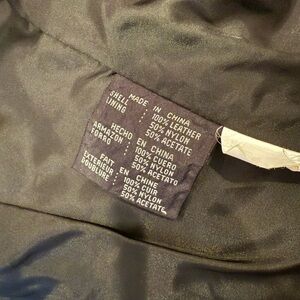 MADE IN CHINA
SHELL : 100% LEATHER
LINING : 50% NYLON
50% ACETATE
HECHO EN CHINA
ARMAZON : 100% CUERO
FORRO : 50% NYLON
50% ACETATO
FAIT EN CHINE
EXTERIEUR : 100% CUIR
DOUBLURE : 50% NYLON
50% ACETATE